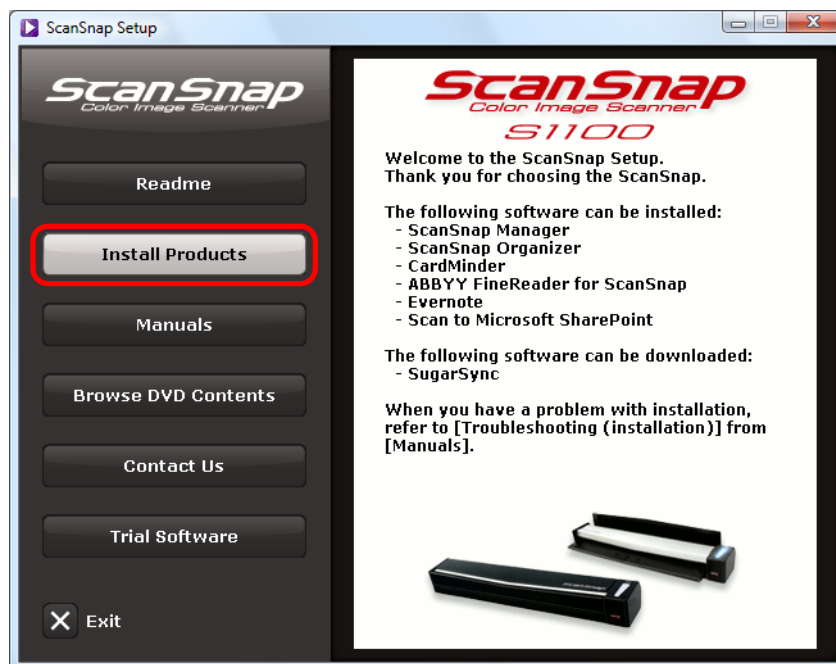 ScanSnap Setup
ScanSnap
Color Image Scanner
Readme
Install Products
Manuals
Browse DVD Contents
Contact Us
Trial Software
Exit
ScanSnap
Color Image Scanner
S1100
Welcome to the ScanSnap Setup.
Thank you for choosing the ScanSnap.
The following software can be installed:
- ScanSnap Manager
- ScanSnap Organizer
- CardMinder
- ABBYY FineReader for ScanSnap
- Evernote
- Scan to Microsoft SharePoint
The following software can be downloaded:
- SugarSync
When you have a problem with installation,
refer to [Troubleshooting (installation)] from
[Manuals].